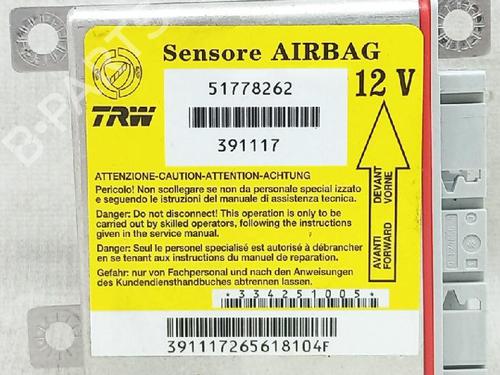 Sensore AIRBAG
51778262
12 V
TRW
391117
ATTENZIONE-CAUTION-ATTENTION-ACHTUNG
Pericolo! Non scollegare se non da personale special izzato
e seguendo le istruzioni del manuale di assistenza tecnica.
Danger: Do not disconnect! This operation is only to be
carried out by skilled operators, following the instructions
given in the service manual.
Danger: Seul le personel spécialisé est autorisé à débrancher
en se tenant aux instructions du manuel de reparation.
Gefahr: nur von Fachpersonal und nach den Anweisungen
des Kundendiensthandbuches abtrennen lassen.
AVANTI DEVANT
FORWARD VORNE
*334251005*
391117265618104F
B-PARTS